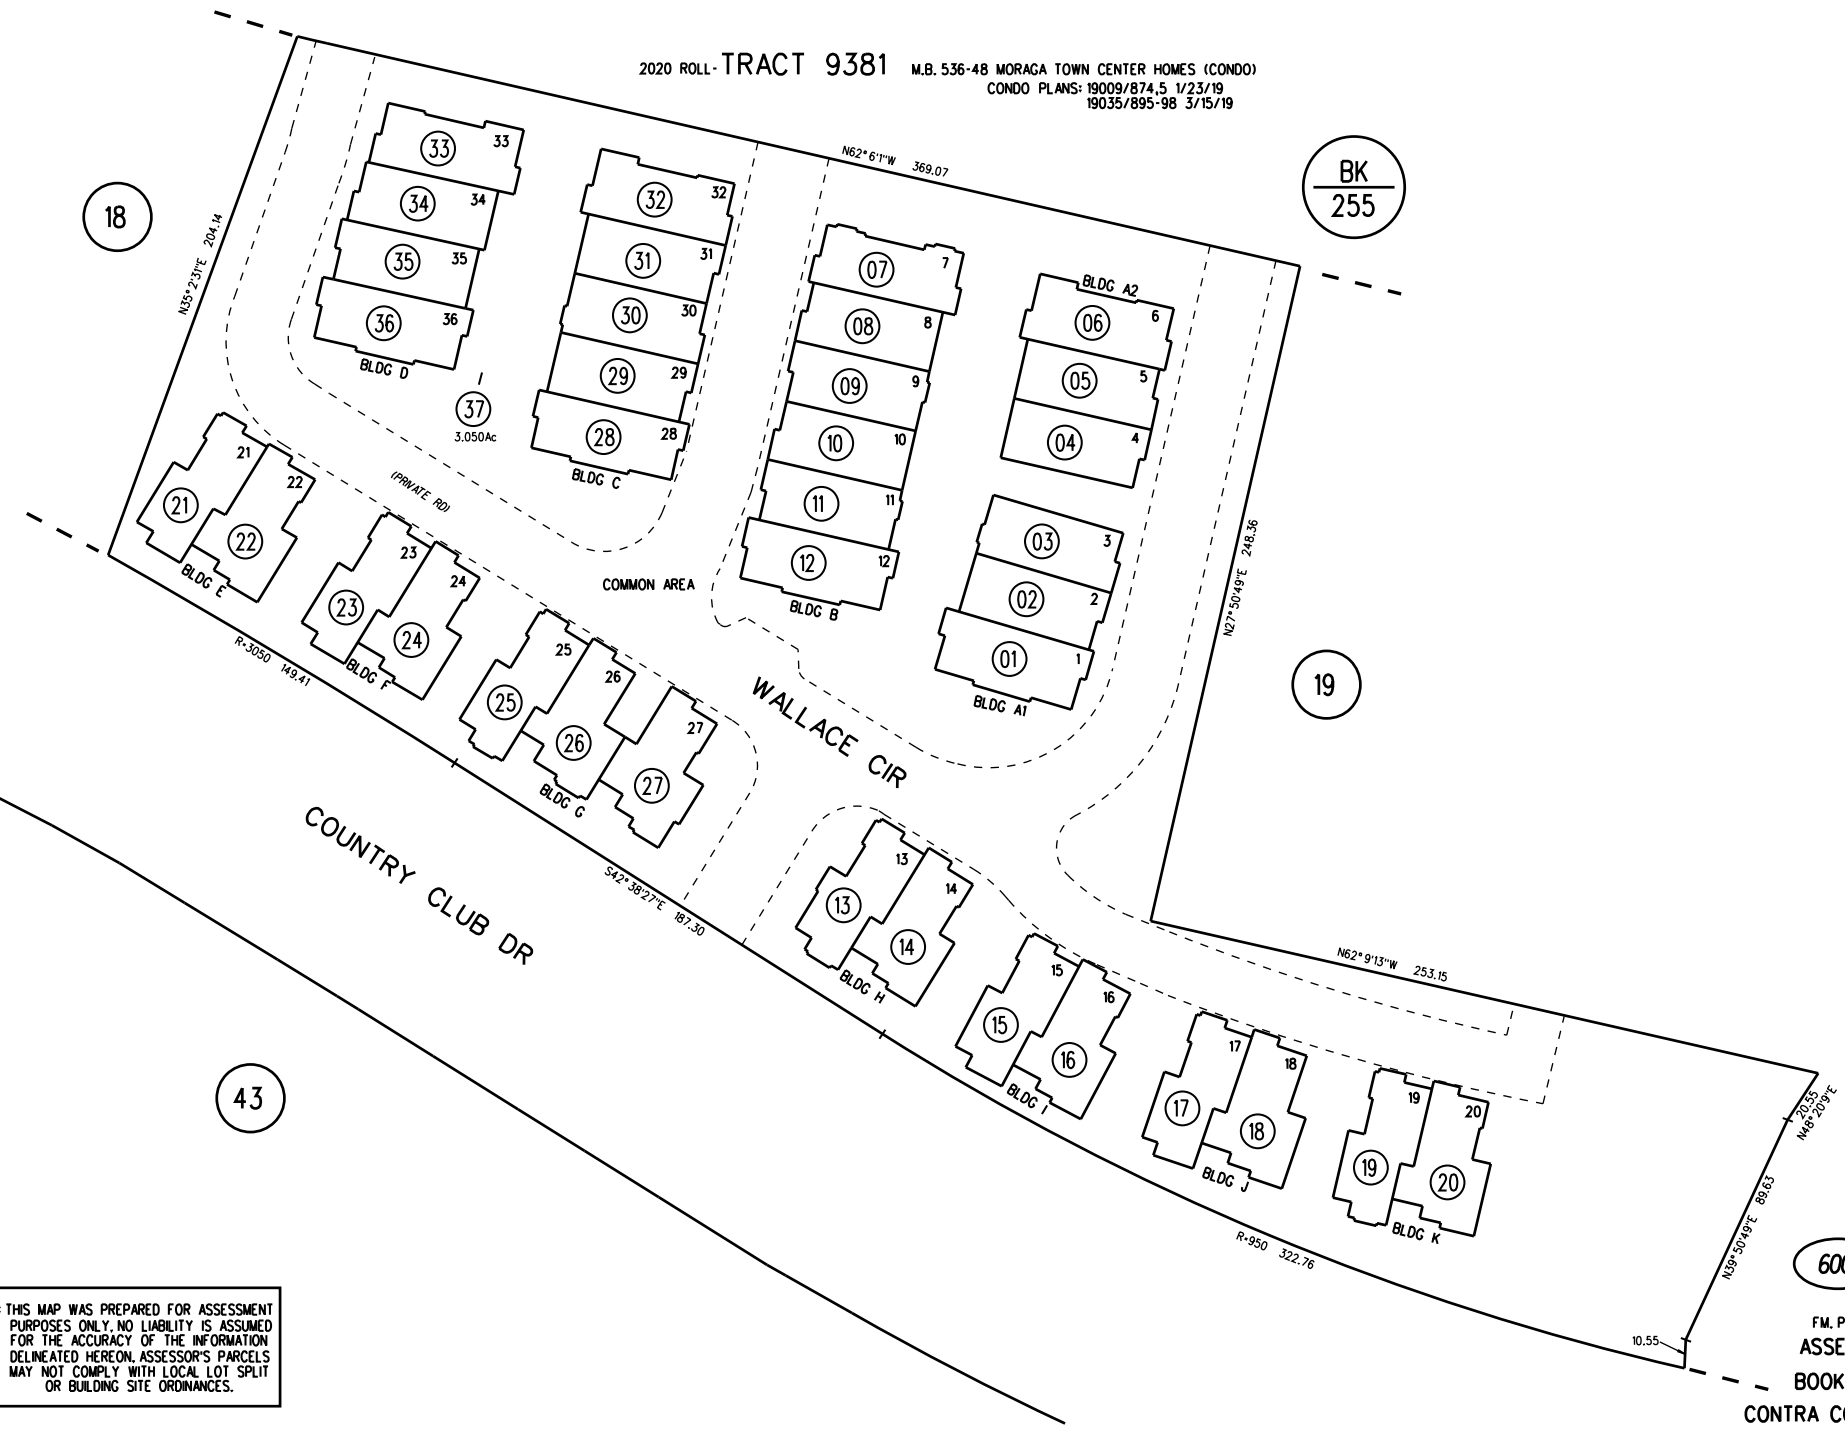 2020 ROLL- TRACT 9381 M.B. 536-48 MORAGA TOWN CENTER HOMES (CONDO)
CONDO PLANS: 19009/874,5 1/23/19
19035/895-98 3/15/19
BK
255
18
N62°6'1"W 369.07
N35°2'31"E 204.14
33 33
34 34
35 35
36 36
BLDG D
32 32
31 31
30 30
29 29
28 28
BLDG C
37
3.050Ac
07 7
08 8
09 9
10 10
11 11
12 12
BLDG B
BLDG A2
06 6
05 5
04 4
03 3
02 2
01 1
BLDG A1
N27°50'49"E 248.36
19
(PRIVATE RD)
COMMON AREA
WALLACE CIR
21 21
22 22
BLDG E
23 23
24 24
BLDG F
25 25
26 26
27 27
BLDG G
R=3050 149.41
S42°38'27"E 187.30
COUNTRY CLUB DR
13 13
14 14
BLDG H
15 15
16 16
BLDG I
17 17
18 18
BLDG J
19 19
20 20
BLDG K
N62°9'13"W 253.15
20.55
N48°20'9"E
N39°50'49"E 89.63
R=950 322.76
10.55
43
: THIS MAP WAS PREPARED FOR ASSESSMENT
PURPOSES ONLY. NO LIABILITY IS ASSUMED
FOR THE ACCURACY OF THE INFORMATION
DELINEATED HEREON. ASSESSOR'S PARCELS
MAY NOT COMPLY WITH LOCAL LOT SPLIT
OR BUILDING SITE ORDINANCES.
FM. P
ASSE
BOOK
CONTRA